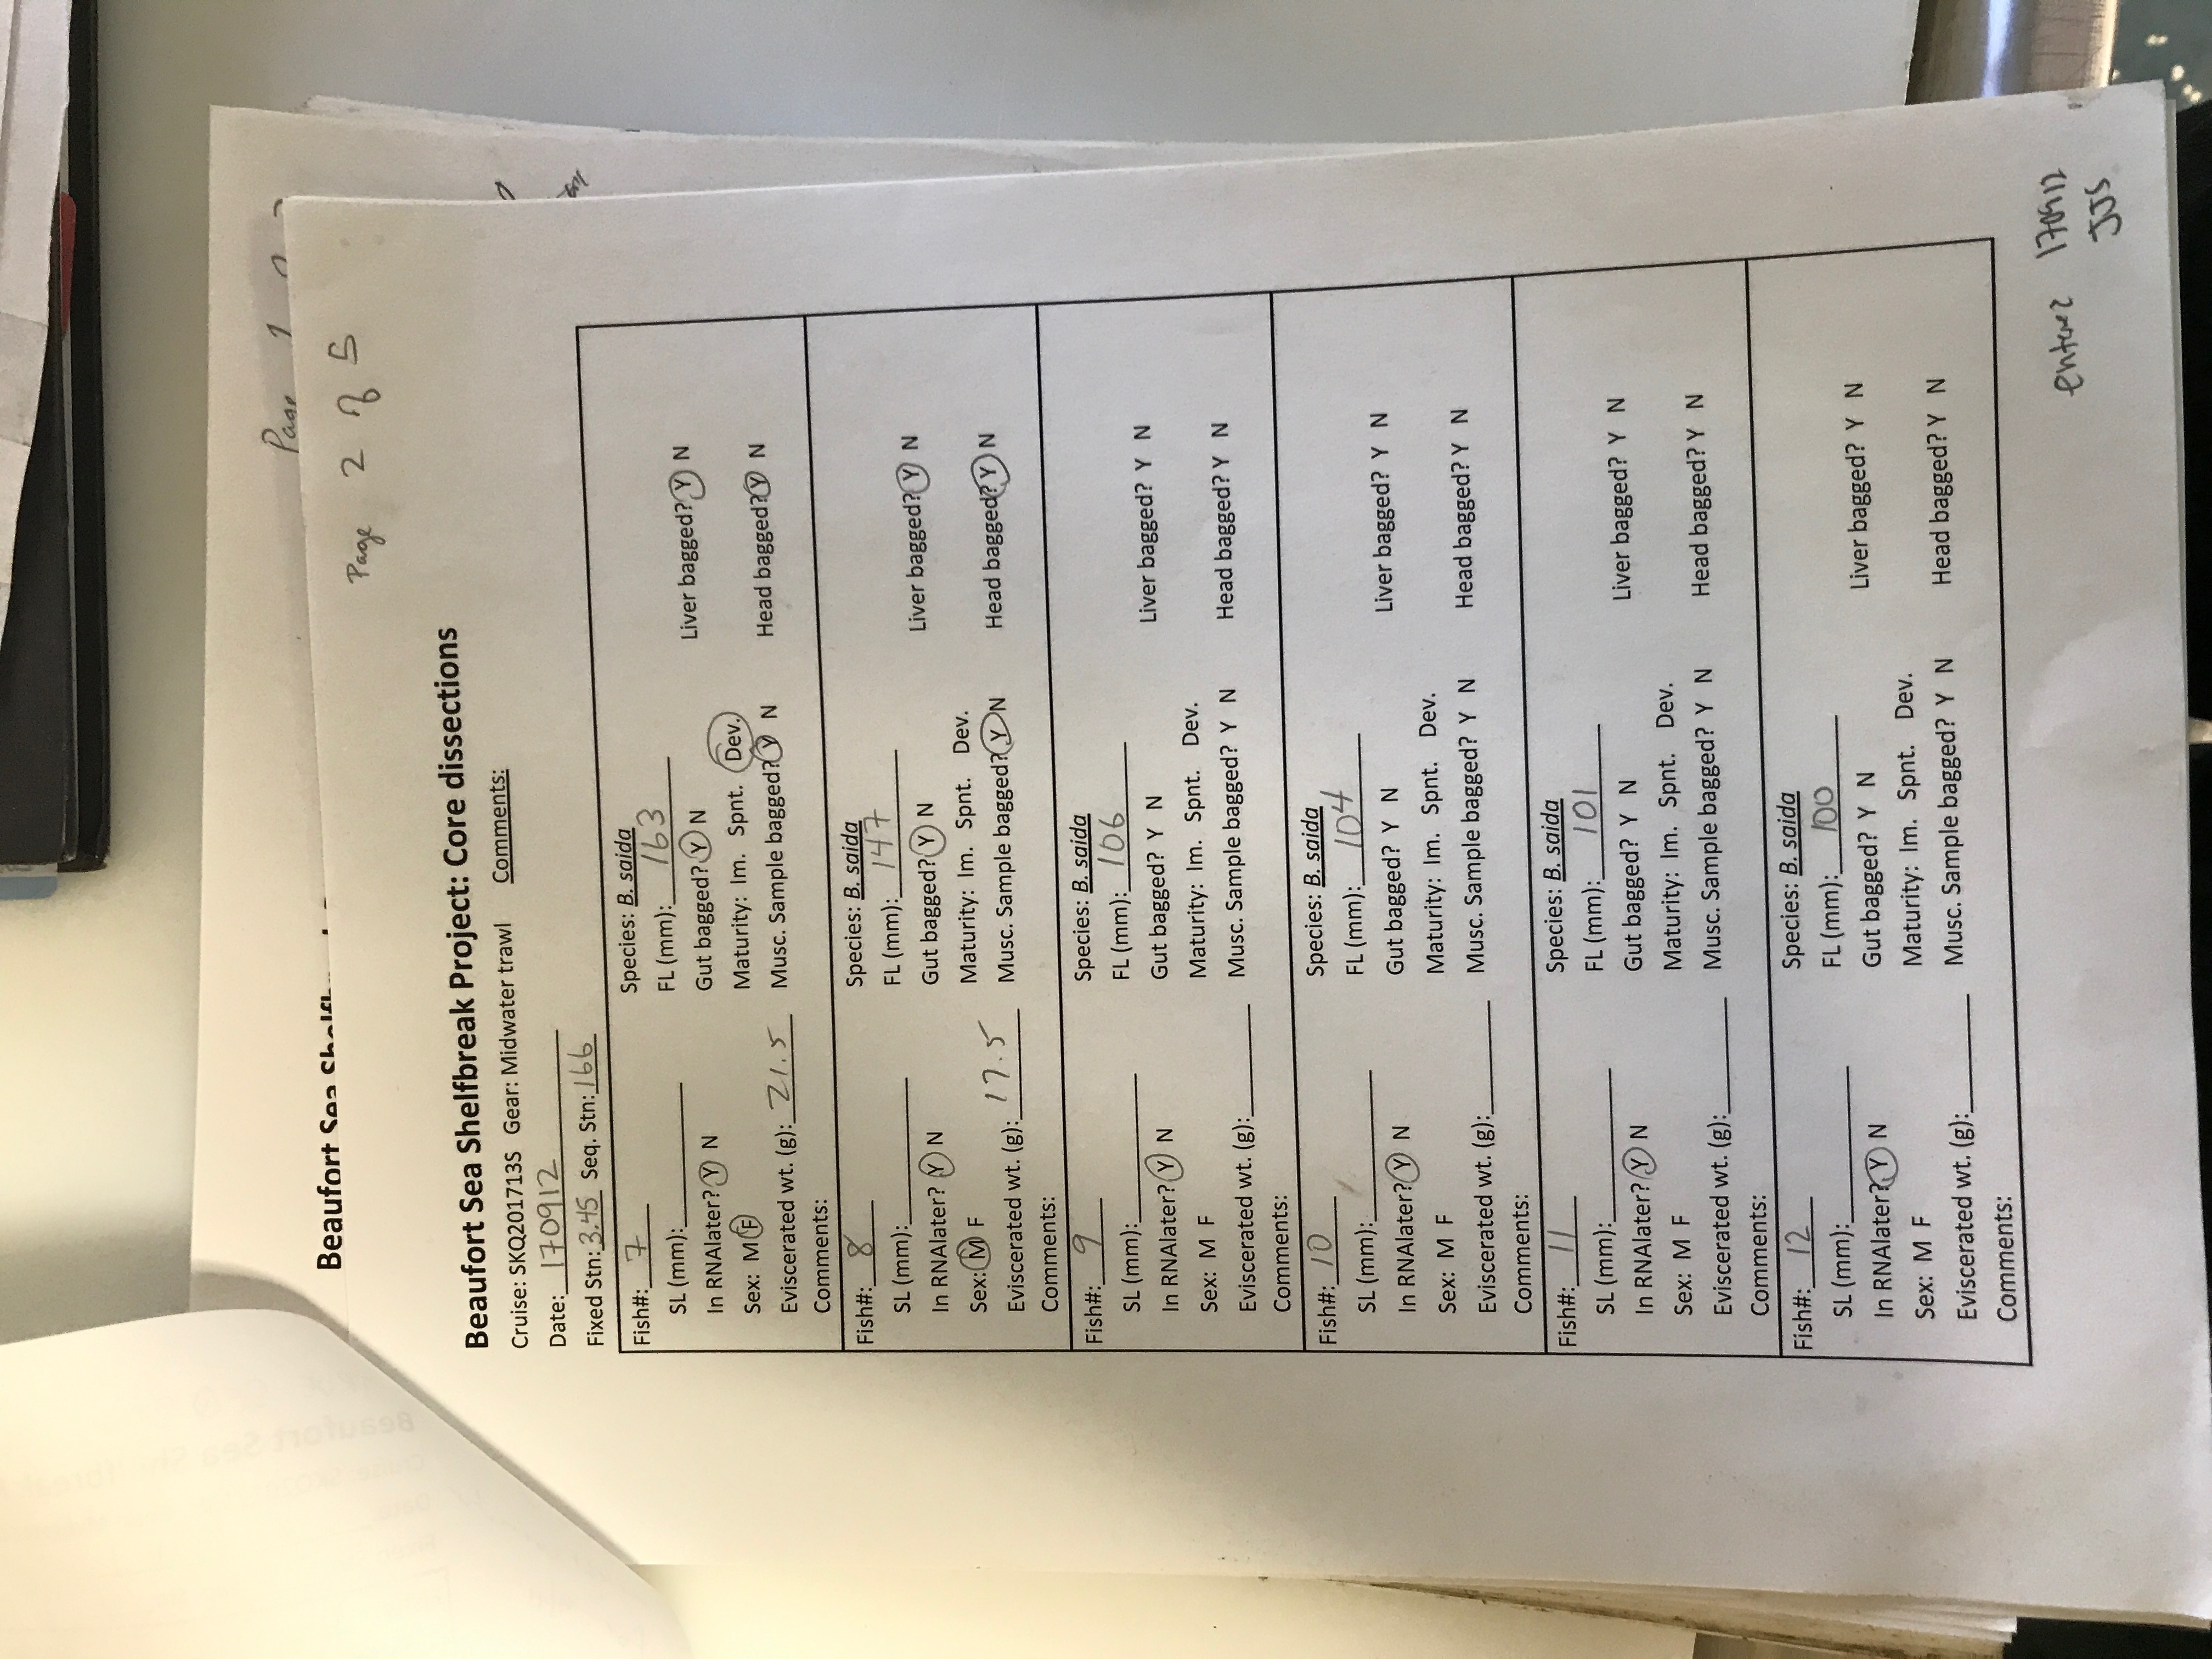 Page 1
Beaufort Sea Shelfb
Page 2 of 5
Beaufort Sea Shelfbreak Project: Core dissections
Cruise: SKQ201713S Gear: Midwater trawl Comments:
Date: 170912
Fixed Stn: 3.45 Seq. Stn: 166
Fish#: 7 Species: B. saida
SL (mm): FL (mm): 163
In RNAlater? Y N Gut bagged? Y N Liver bagged? Y N
Sex: M F Maturity: Im. Spnt. Dev.
Eviscerated wt. (g): 21.5 Musc. Sample bagged? Y N Head bagged? Y N
Comments:
Fish#: 8 Species: B. saida
SL (mm): FL (mm): 147
In RNAlater? Y N Gut bagged? Y N Liver bagged? Y N
Sex: M F Maturity: Im. Spnt. Dev.
Eviscerated wt. (g): 17.5 Musc. Sample bagged? Y N Head bagged? Y N
Comments:
Fish#: 9 Species: B. saida
SL (mm): FL (mm): 106
In RNAlater? Y N Gut bagged? Y N Liver bagged? Y N
Sex: M F Maturity: Im. Spnt. Dev.
Eviscerated wt. (g): Musc. Sample bagged? Y N Head bagged? Y N
Comments:
Fish#: 10 Species: B. saida
SL (mm): FL (mm): 104
In RNAlater? Y N Gut bagged? Y N Liver bagged? Y N
Sex: M F Maturity: Im. Spnt. Dev.
Eviscerated wt. (g): Musc. Sample bagged? Y N Head bagged? Y N
Comments:
Fish#: 11 Species: B. saida
SL (mm): FL (mm): 101
In RNAlater? Y N Gut bagged? Y N Liver bagged? Y N
Sex: M F Maturity: Im. Spnt. Dev.
Eviscerated wt. (g): Musc. Sample bagged? Y N Head bagged? Y N
Comments:
Fish#: 12 Species: B. saida
SL (mm): FL (mm): 100
In RNAlater? Y N Gut bagged? Y N Liver bagged? Y N
Sex: M F Maturity: Im. Spnt. Dev.
Eviscerated wt. (g): Musc. Sample bagged? Y N Head bagged? Y N
Comments:
170912
JJS